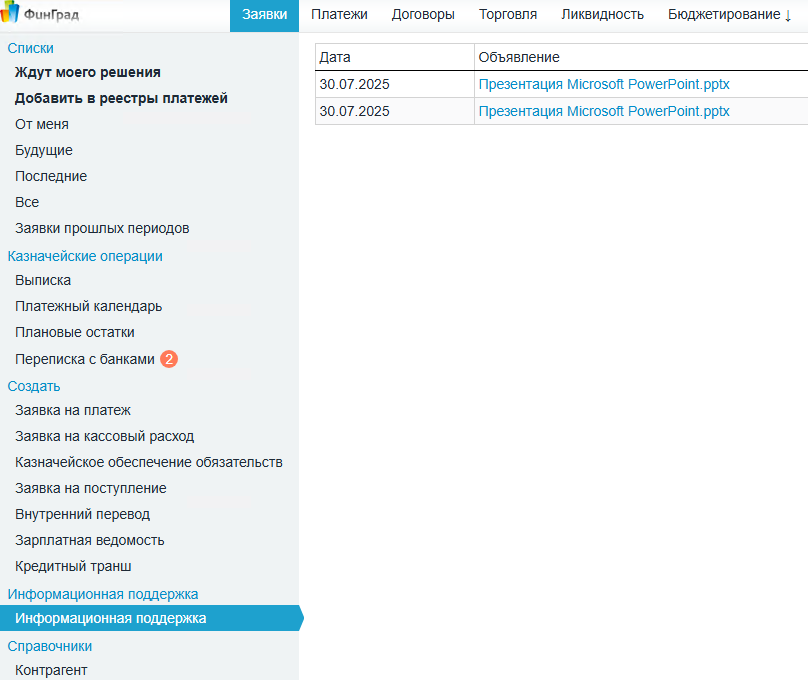 ФинГрад
Заявки Платежи Договоры Торговля Ликвидность Бюджетирование ↓
Списки
Ждут моего решения
Добавить в реестры платежей
От меня
Будущие
Последние
Все
Заявки прошлых периодов
Казначейские операции
Выписка
Платежный календарь
Плановые остатки
Переписка с банками 2
Создать
Заявка на платеж
Заявка на кассовый расход
Казначейское обеспечение обязательств
Заявка на поступление
Внутренний перевод
Зарплатная ведомость
Кредитный транш
Информационная поддержка
Информационная поддержка
Справочники
Контрагент
Дата Объявление
30.07.2025 Презентация Microsoft PowerPoint.pptx
30.07.2025 Презентация Microsoft PowerPoint.pptx